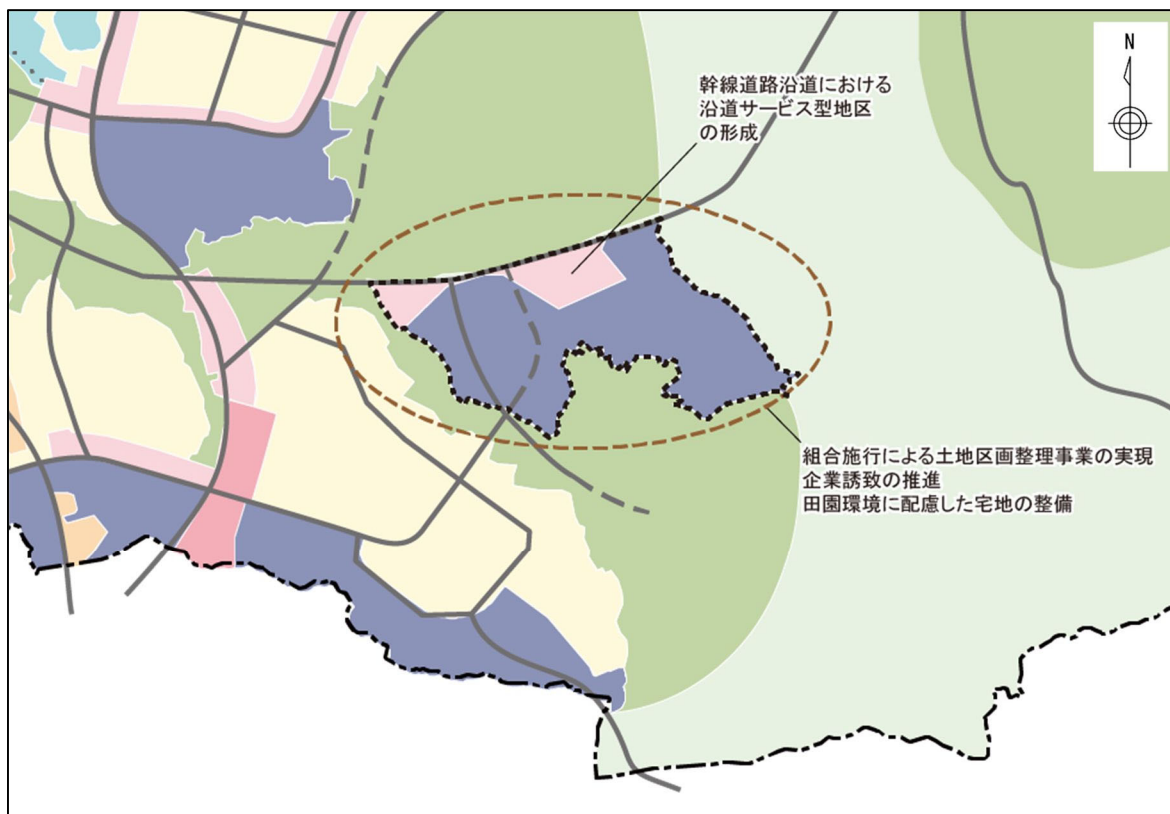 N
幹線道路沿道における
沿道サービス型地区
の形成
組合施行による土地区画整理事業の実現
企業誘致の推進
田園環境に配慮した宅地の整備